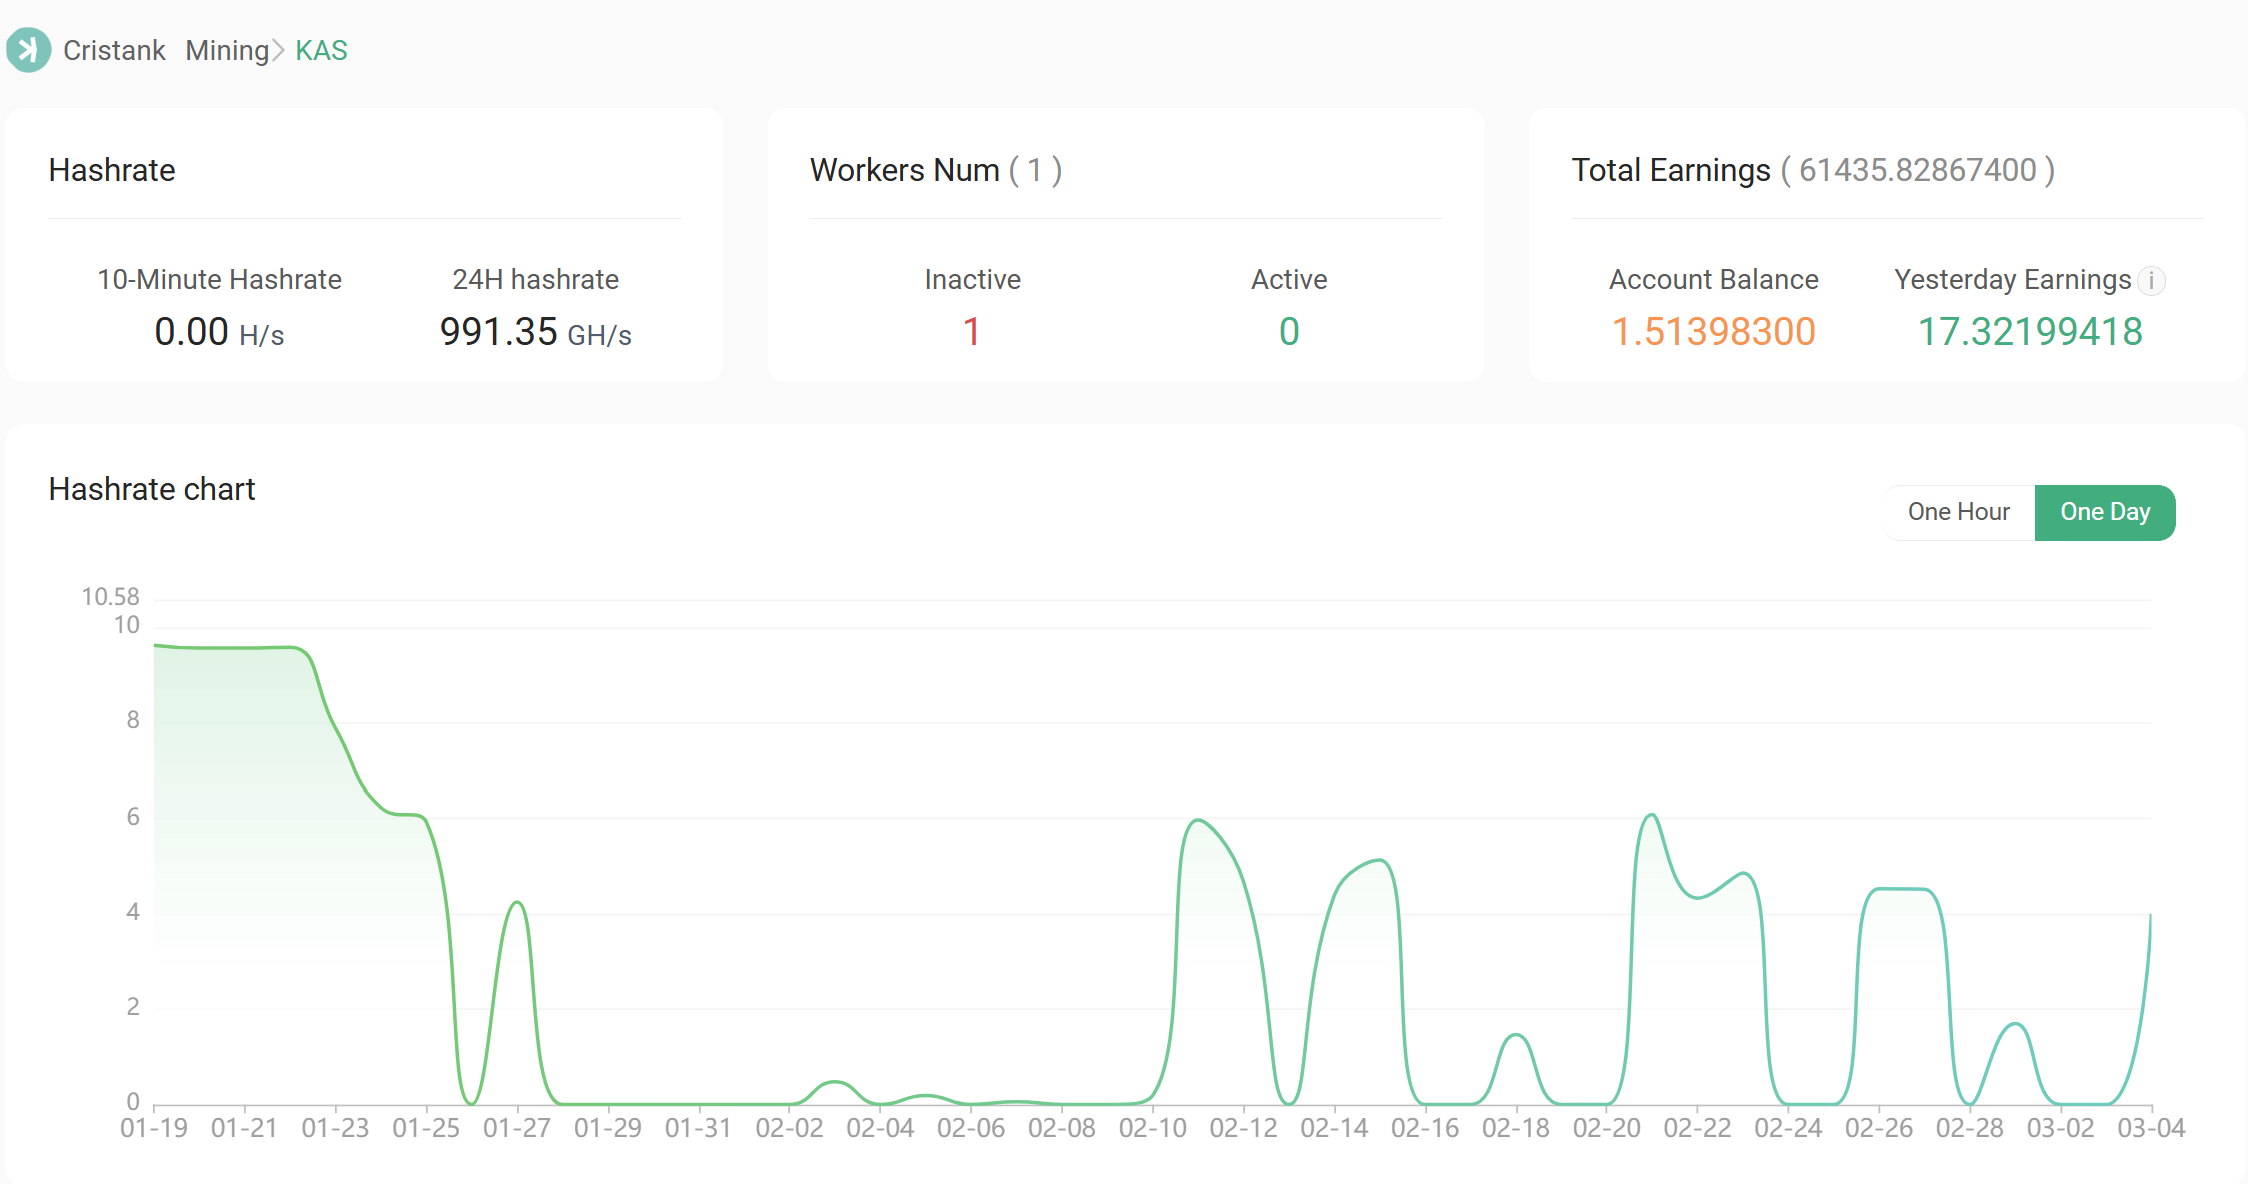 Cristank Mining> KAS
Hashrate
10-Minute Hashrate 24H hashrate
0.00 H/s 991.35 GH/s
Workers Num ( 1 )
Inactive Active
1 0
Total Earnings ( 61435.82867400 )
Account Balance Yesterday Earnings i
1.51398300 17.32199418
Hashrate chart
One Hour One Day
10.58
10
8
6
4
2
0
01-19 01-21 01-23 01-25 01-27 01-29 01-31 02-02 02-04 02-06 02-08 02-10 02-12 02-14 02-16 02-18 02-20 02-22 02-24 02-26 02-28 03-02 03-04